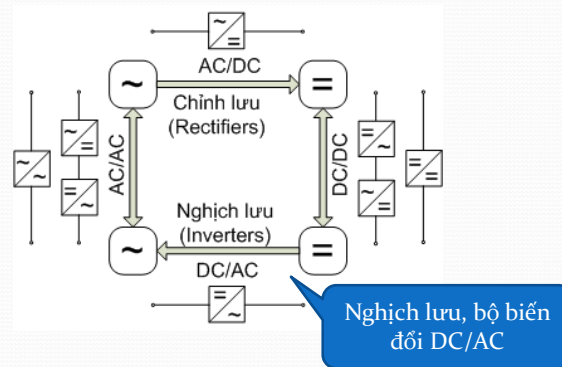 ~
=
AC/DC
~
=
Chỉnh lưu
(Rectifiers)
~
~
~
=
=
~
AC/AC
DC/DC
=
~
~
=
=
=
Nghịch lưu
(Inverters)
~
=
DC/AC
=
~
Nghịch lưu, bộ biến
đổi DC/AC